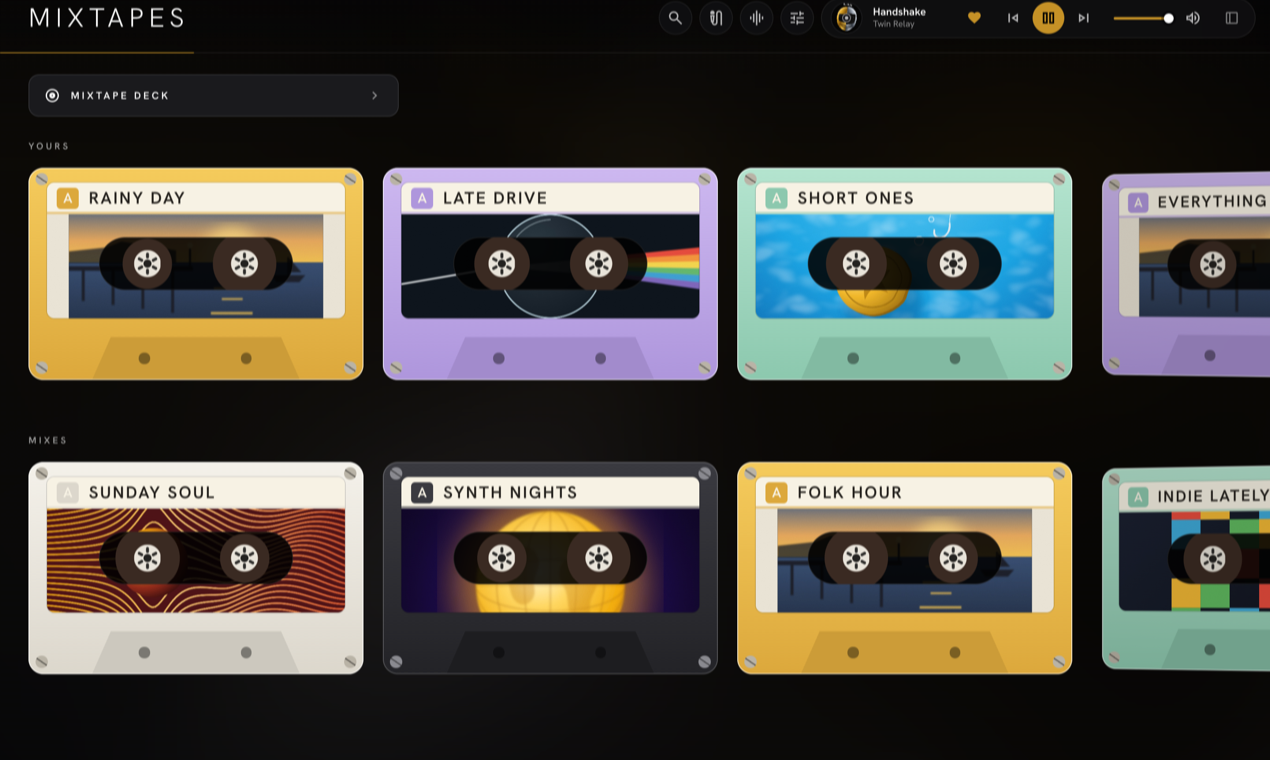 MIXTAPES
Handshake
Twin Relay
MIXTAPE DECK
YOURS
A RAINY DAY
A LATE DRIVE
A SHORT ONES
A EVERYTHING
MIXES
A SUNDAY SOUL
A SYNTH NIGHTS
A FOLK HOUR
A INDIE LATELY